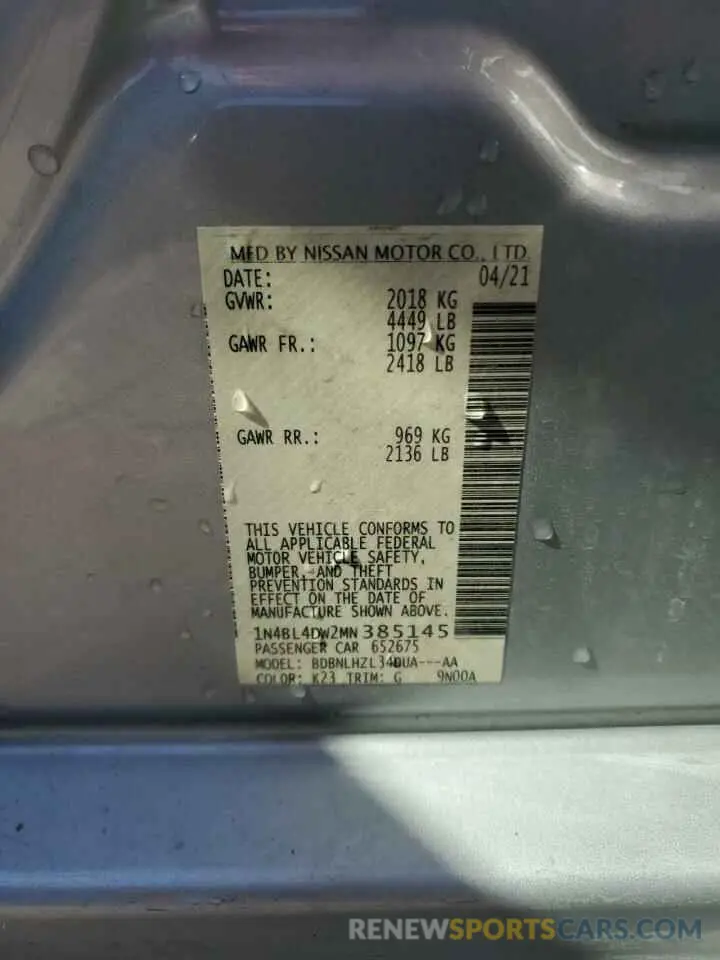 MFD BY NISSAN MOTOR CO., LTD.
DATE: 04/21
GVWR: 2018 KG
4449 LB
GAWR FR.: 1097 KG
2418 LB
GAWR RR.: 969 KG
2136 LB
THIS VEHICLE CONFORMS TO
ALL APPLICABLE FEDERAL
MOTOR VEHICLE SAFETY,
BUMPER, AND THEFT
PREVENTION STANDARDS IN
EFFECT ON THE DATE OF
MANUFACTURE SHOWN ABOVE.
1N4BL4DW2MN385145
PASSENGER CAR 652675
MODEL: BDBNLHZL34DUA---AA
COLOR: K23 TRIM: G 9N00A
RENEWSPORTSCARS.COM